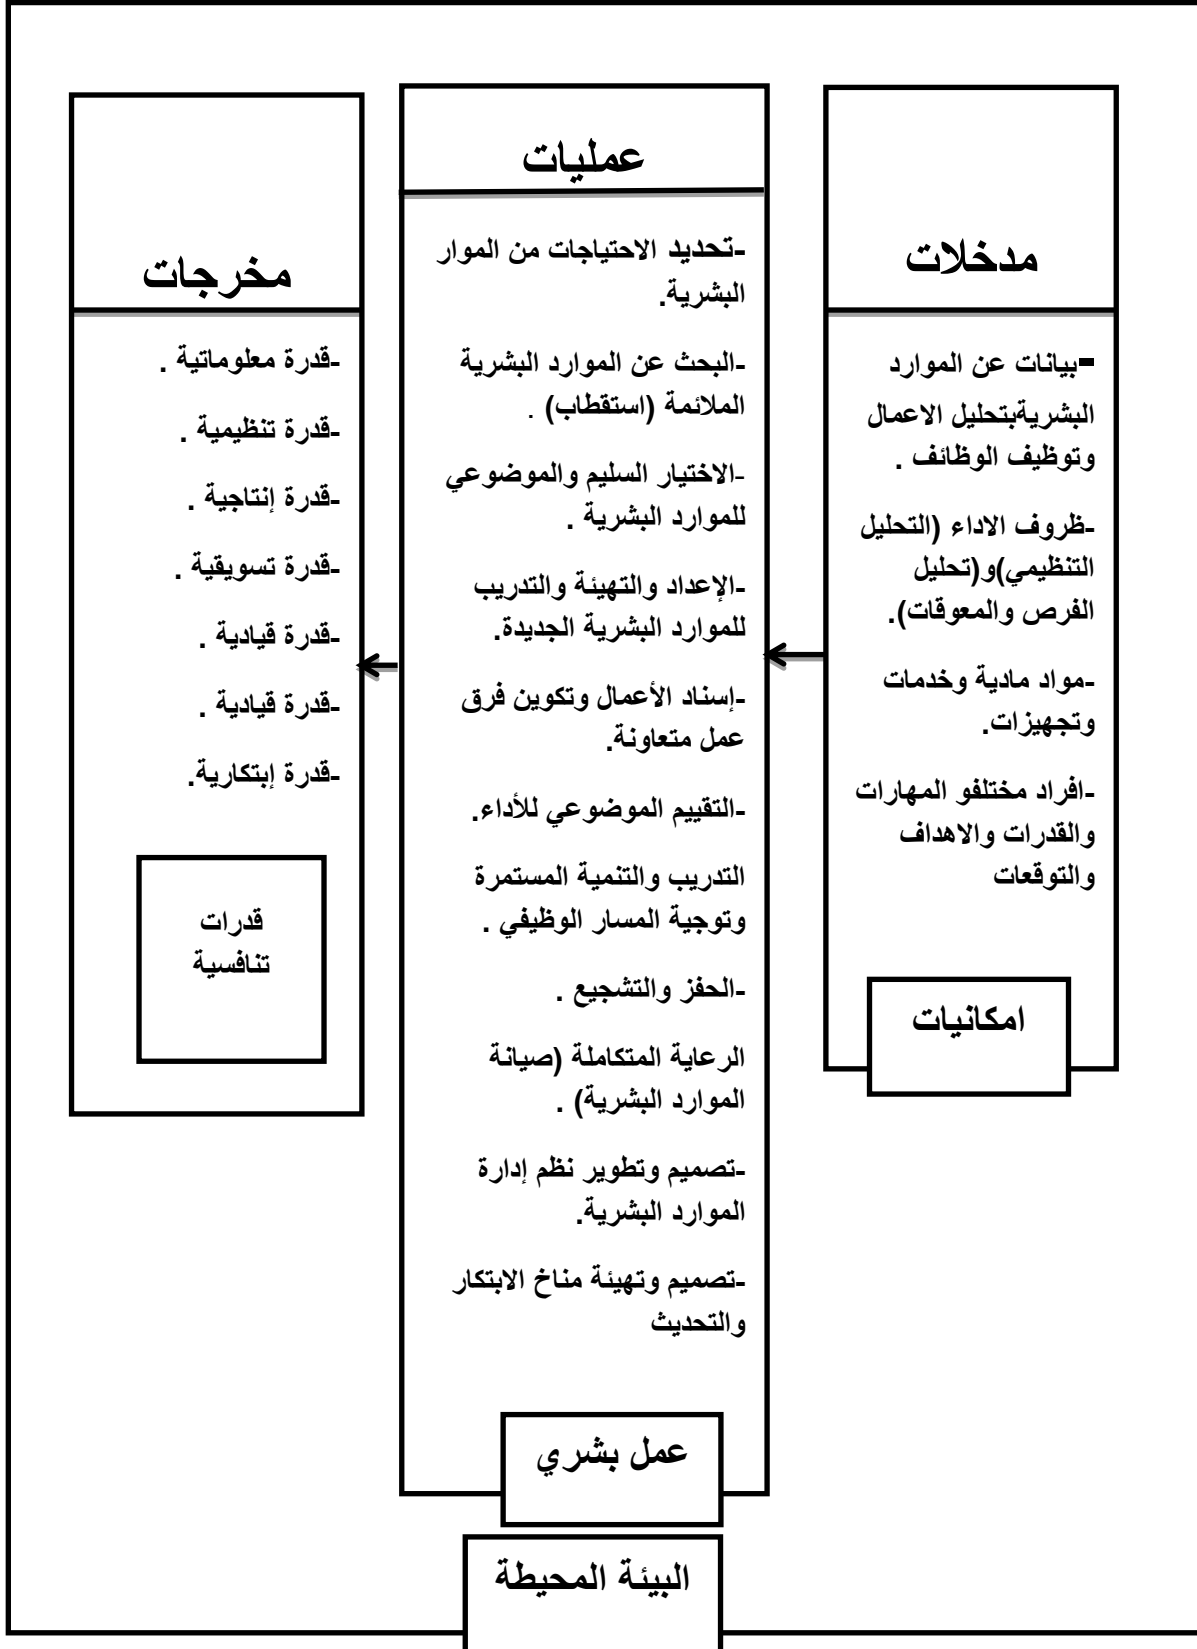 مدخلات
-بيانات عن الموارد
البشريةبتحليل الاعمال
وتوظيف الوظائف .
-ظروف الاداء (التحليل
التنظيمي)و(تحليل
الفرص والمعوقات).
-مواد مادية وخدمات
وتجهيزات.
-افراد مختلفو المهارات
والقدرات والاهداف
والتوقعات
امكانيات
عمليات
-تحديد الاحتياجات من الموار
البشرية.
-البحث عن الموارد البشرية
الملائمة (استقطاب) .
-الاختيار السليم والموضوعي
للموارد البشرية .
-الإعداد والتهيئة والتدريب
للموارد البشرية الجديدة.
-إسناد الأعمال وتكوين فرق
عمل متعاونة.
-التقييم الموضوعي للأداء.
التدريب والتنمية المستمرة
وتوجية المسار الوظيفي .
-الحفز والتشجيع .
الرعاية المتكاملة (صيانة
الموارد البشرية) .
-تصميم وتطوير نظم إدارة
الموارد البشرية.
-تصميم وتهيئة مناخ الابتكار
والتحديث
عمل بشري
مخرجات
-قدرة معلوماتية .
-قدرة تنظيمية .
-قدرة إنتاجية .
-قدرة تسويقية .
-قدرة قيادية .
-قدرة قيادية .
-قدرة إبتكارية.
قدرات
تنافسية
البيئة المحيطة